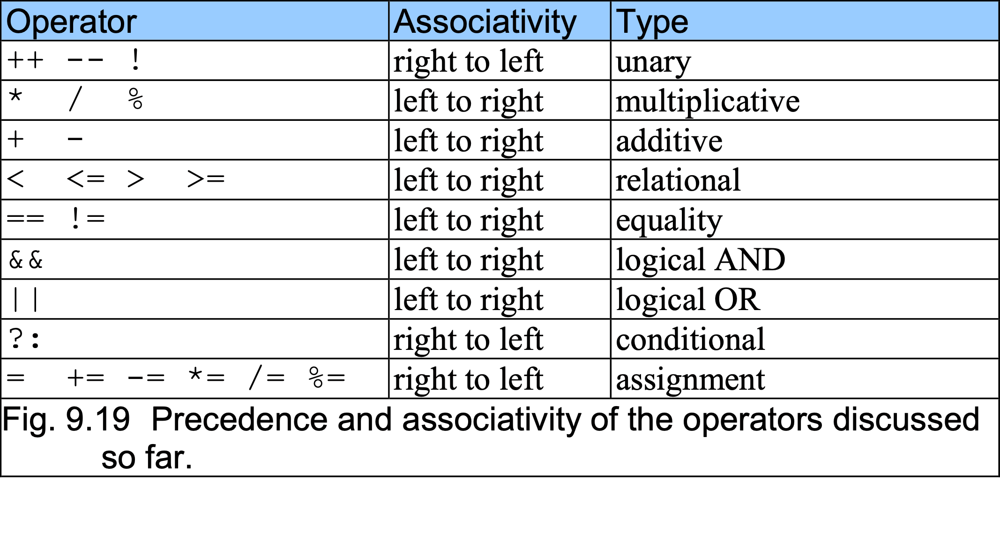 Operator Associativity Type
++ -- ! right to left unary
* / % left to right multiplicative
+ - left to right additive
< <= > >= left to right relational
== != left to right equality
&& left to right logical AND
|| left to right logical OR
?: right to left conditional
= += -= *= /= %= right to left assignment
Fig. 9.19 Precedence and associativity of the operators discussed
so far.